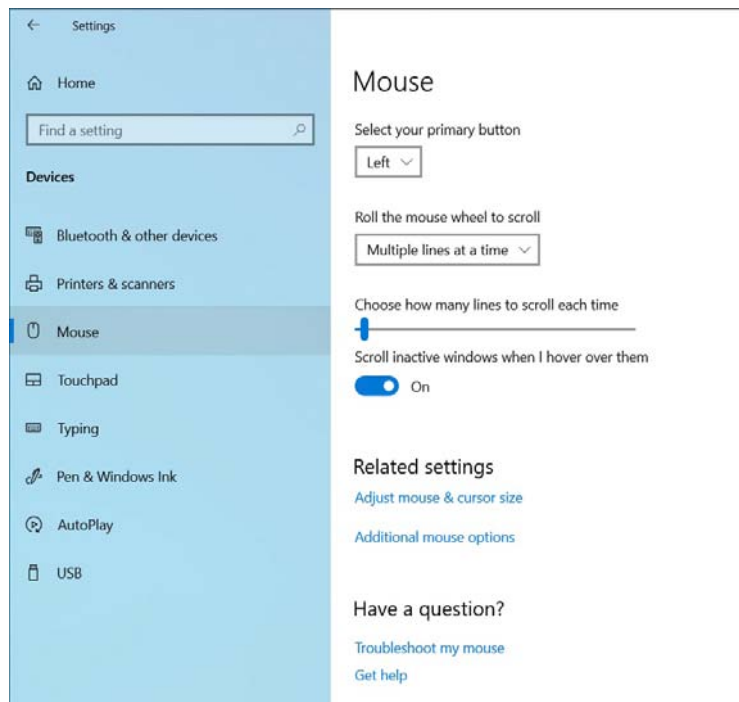 Settings
Home
Find a setting
Devices
Bluetooth & other devices
Printers & scanners
Mouse
Touchpad
Typing
Pen & Windows Ink
AutoPlay
USB
Mouse
Select your primary button
Left
Roll the mouse wheel to scroll
Multiple lines at a time
Choose how many lines to scroll each time
Scroll inactive windows when I hover over them
On
Related settings
Adjust mouse & cursor size
Additional mouse options
Have a question?
Troubleshoot my mouse
Get help